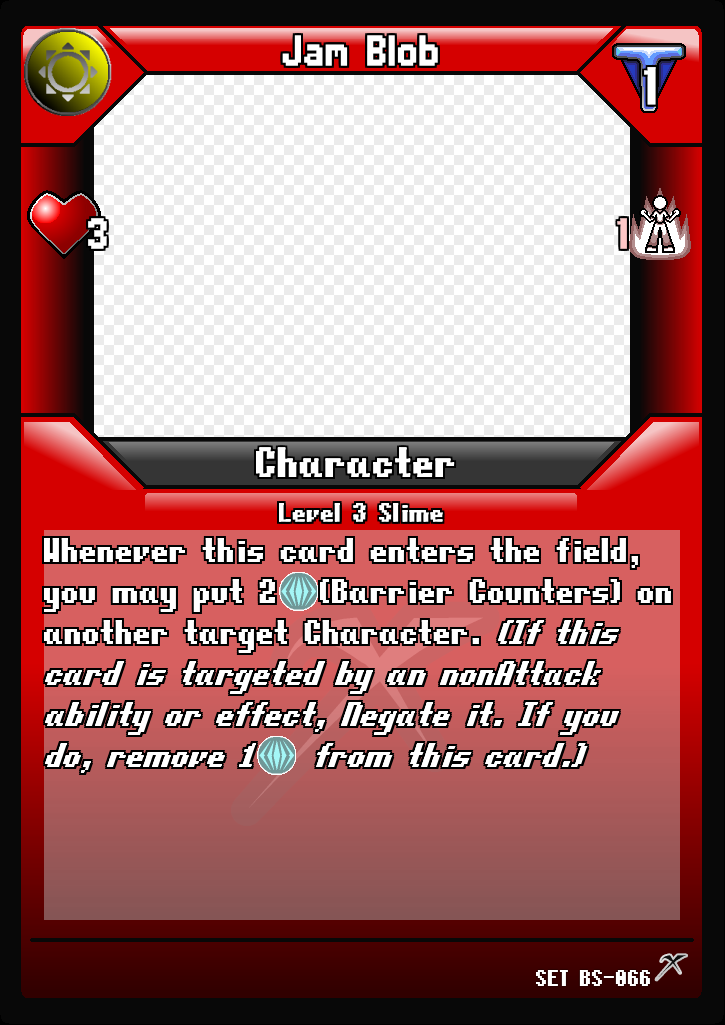 Jam Blob
1
3
1
Character
Level 3 Slime
Whenever this card enters the field,
you may put 2 (Barrier Counters) on
another target Character. (If this
card is targeted by an nonAttack
ability or effect, Negate it. If you
do, remove 1 from this card.)
SET BS-066